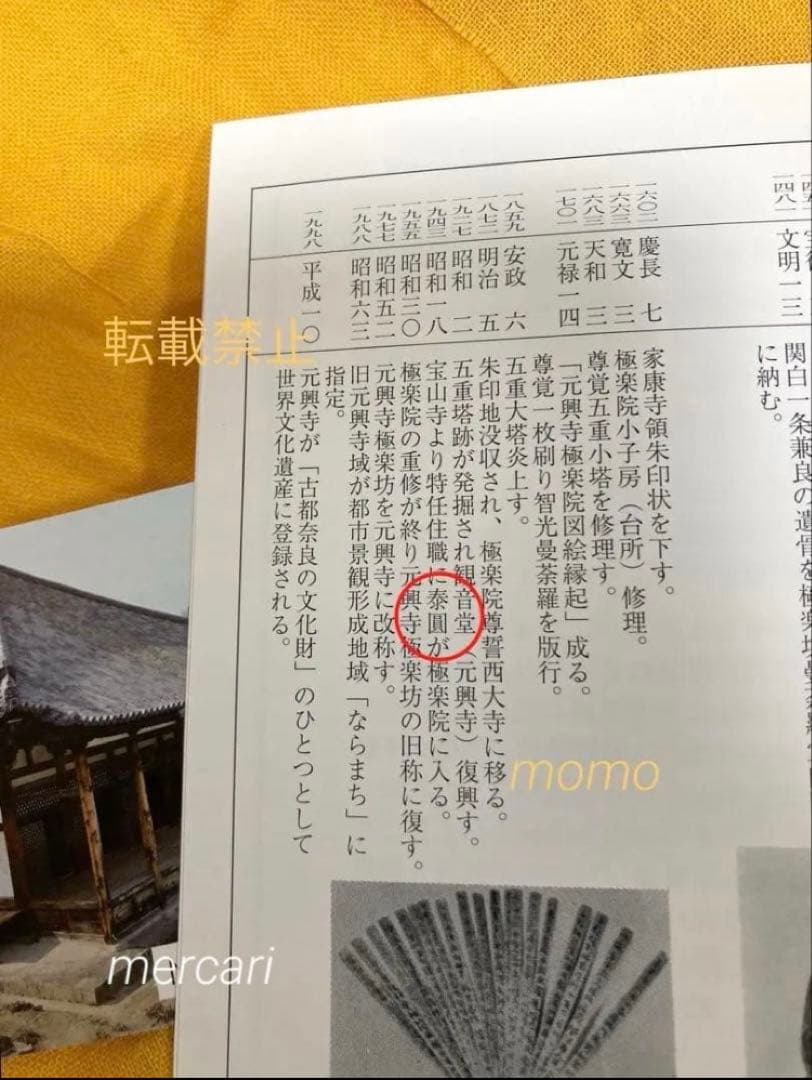 一四八一 文明一三 関白一条兼良の遺骨を極楽坊
に納む。
一六〇二 慶長 七 家康寺領朱印状を下す。
一六六三 寛文 三 極楽院小子房（台所）修理。
一六八三 天和 三 尊覚五重小塔を修理す。
一七〇一 元禄一四 「元興寺極楽院図絵縁起」成る。
尊覚一枚刷り智光曼荼羅を版行。
一八五九 安政 六 五重大塔炎上す。
一八七二 明治 五 朱印地没収され、極楽院尊誓西大寺に移る。
一九二七 昭和 二 五重塔跡が発掘され観音堂（元興寺）復興す。
一九四三 昭和一八 宝山寺より特任住職に泰圓が極楽院に入る。
一九五五 昭和三〇 極楽院の重修が終り元興寺極楽坊の旧称に復す。
一九七七 昭和五二 元興寺極楽坊を元興寺に改称す。
一九八八 昭和六三 旧元興寺域が都市景観形成地域「ならまち」に
指定。
一九九八 平成一〇 元興寺が「古都奈良の文化財」のひとつとして
世界文化遺産に登録される。
転載禁止
momo
mercari